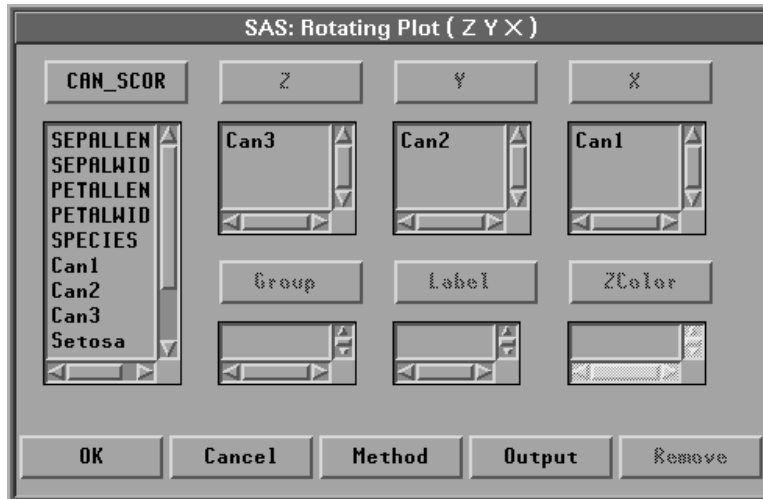 SAS: Rotating Plot ( Z Y X )
CAN_SCOR
Z
Y
X
SEPALLEN
SEPALWID
PETALLEN
PETALWID
SPECIES
Can1
Can2
Can3
Setosa
Can3
Can2
Can1
Group
Label
ZColor
OK
Cancel
Method
Output
Remove